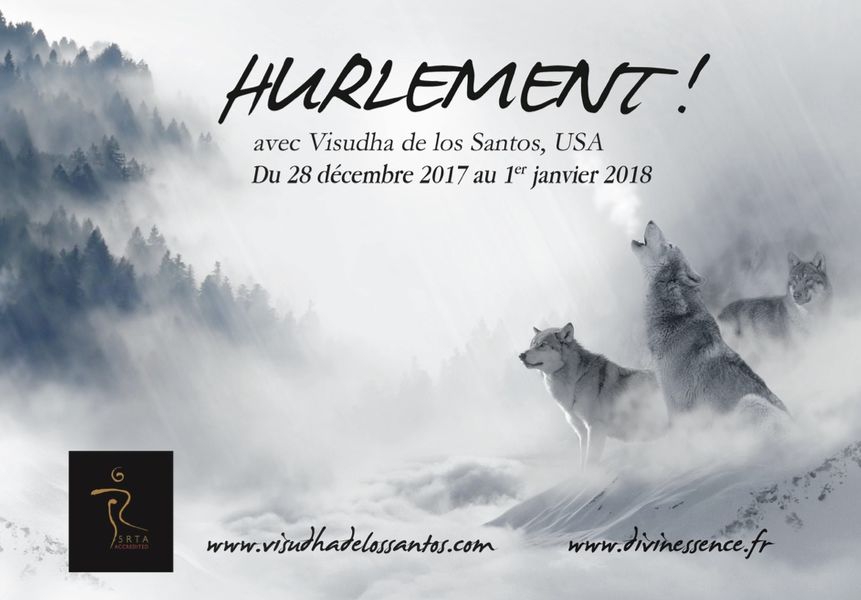 HURLEMENT !
avec Visudha de los Santos, USA
Du 28 décembre 2017 au 1er janvier 2018
SRTA
ACCREDITED
www.visudhadelossantos.com
www.divinessence.fr